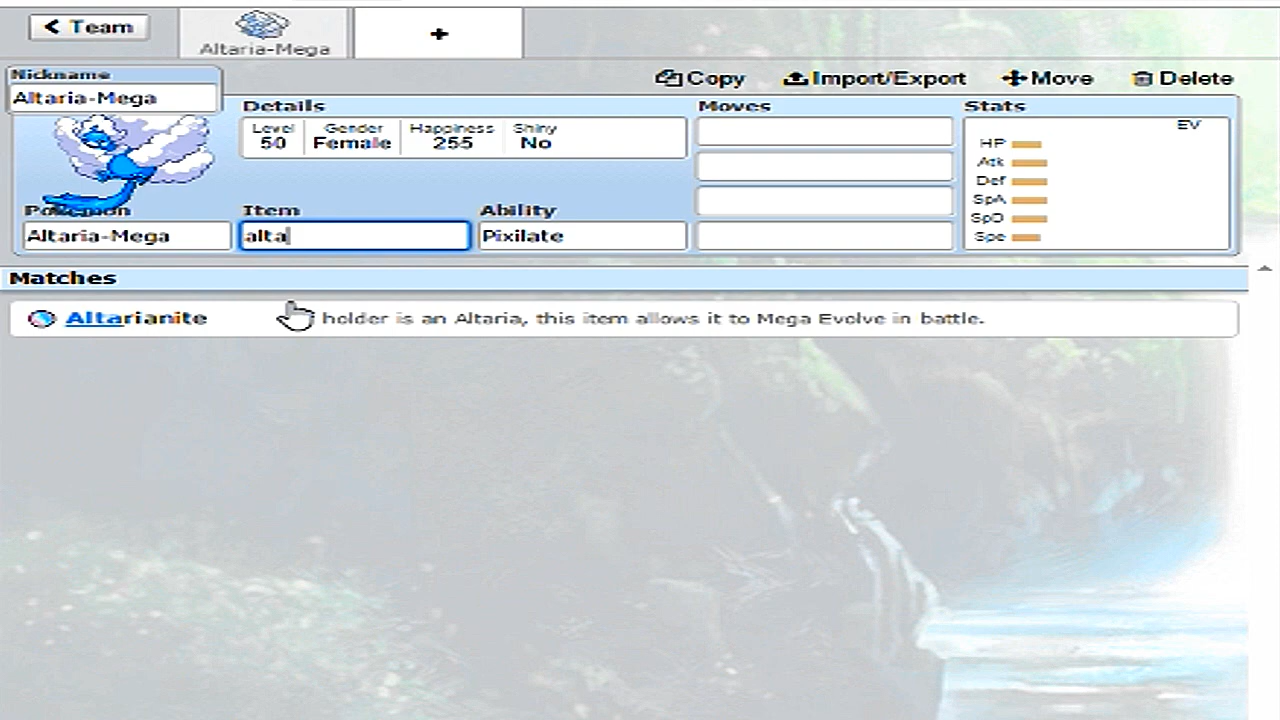 Team
Altaria-Mega
+
Nickname
Altaria-Mega
Copy
Import/Export
Move
Delete
Details
Level
50
Gender
Female
Happiness
255
Shiny
No
Pokemon
Altaria-Mega
Item
alta
Ability
Pixilate
Moves
Stats
EV
HP
Atk
Def
SpA
SpD
Spe
Matches
Altarianite holder is an Altaria, this item allows it to Mega Evolve in battle.